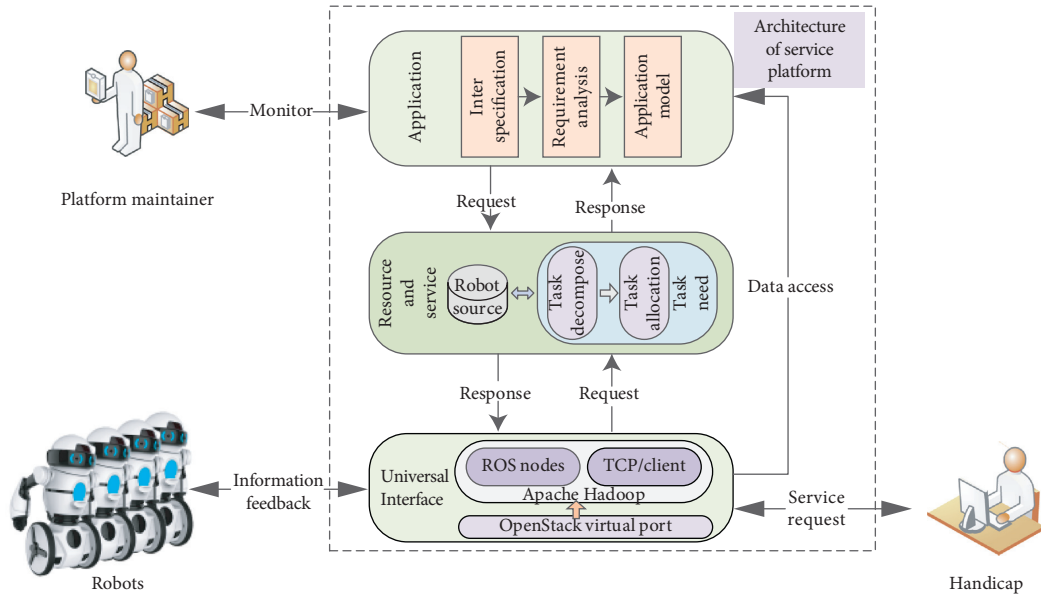 Architecture
of service
platform
Application
Inter
specification
Requirement
analysis
Application
model
Monitor
Platform maintainer
Request
Response
Resource
and
service
Robot
source
Task
decompose
Task
allocation
Task
need
Data access
Response
Request
Universal
Interface
ROS nodes
TCP/client
Apache Hadoop
OpenStack virtual port
Information
feedback
Service
request
Robots
Handicap